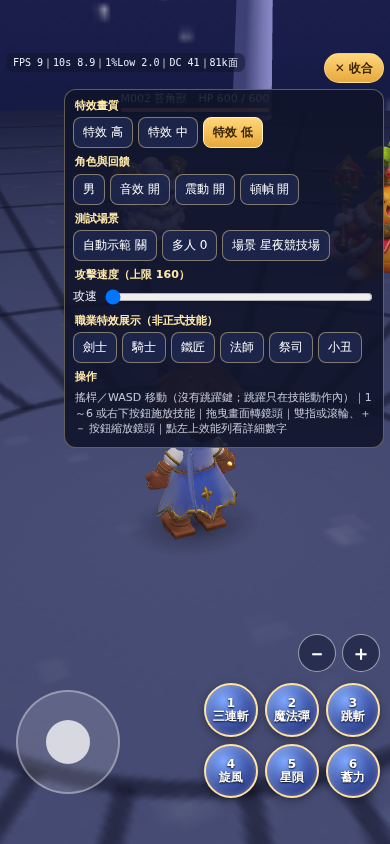 FPS 9｜10s 8.9｜1%Low 2.0｜DC 41｜81k面
✕ 收合
M002 苔角獸 HP 600 / 600
特效畫質
特效 高
特效 中
特效 低
角色與回饋
男
音效 開
震動 開
頓幀 開
測試場景
自動示範 關
多人 0
場景 星夜競技場
攻擊速度（上限 160）
攻速
職業特效展示（非正式技能）
劍士
騎士
鐵匠
法師
祭司
小丑
操作
搖桿／WASD 移動（沒有跳躍鍵；跳躍只在技能動作內）｜1
～6 或右下按鈕施放技能｜拖曳畫面轉鏡頭｜雙指或滾輪、＋
－ 按鈕縮放鏡頭｜點左上效能列看詳細數字
−
+
1
三連斬
2
魔法彈
3
跳斬
4
旋風
5
星隕
6
蓄力